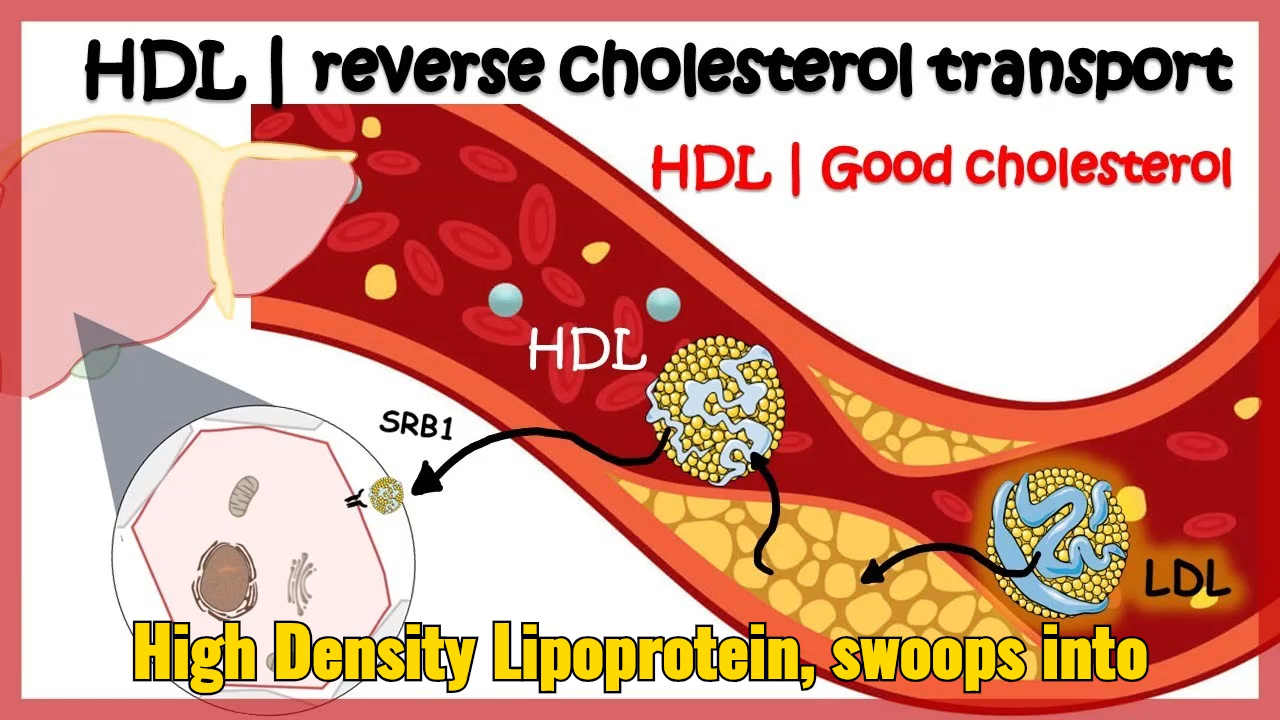 HDL | reverse cholesterol transport
HDL | Good cholesterol
HDL
SRB1
LDL
High Density Lipoprotein, swoops into